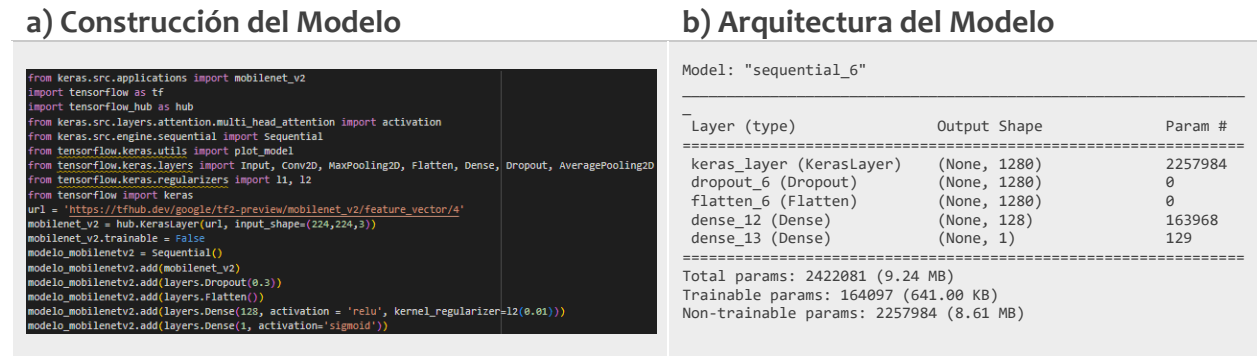 a) Construcción del Modelo
from keras.src.applications import mobilenet_v2
import tensorflow as tf
import tensorflow_hub as hub
from keras.src.layers.attention.multi_head_attention import activation
from keras.src.engine.sequential import Sequential
from tensorflow.keras.utils import plot_model
from tensorflow.keras.layers import Input, Conv2D, MaxPooling2D, Flatten, Dense, Dropout, AveragePooling2D
from tensorflow.keras.regularizers import l1, l2
from tensorflow import keras
url = 'https://tfhub.dev/google/tf2-preview/mobilenet_v2/feature_vector/4'
mobilenet_v2 = hub.KerasLayer(url, input_shape=(224,224,3))
mobilenet_v2.trainable = False
modelo_mobilenetv2 = Sequential()
modelo_mobilenetv2.add(mobilenet_v2)
modelo_mobilenetv2.add(layers.Dropout(0.3))
modelo_mobilenetv2.add(layers.Flatten())
modelo_mobilenetv2.add(layers.Dense(128, activation = 'relu', kernel_regularizer=l2(0.01)))
modelo_mobilenetv2.add(layers.Dense(1, activation='sigmoid'))
b) Arquitectura del Modelo
Model: "sequential_6"
_________________________________________________________________
_
Layer (type) Output Shape Param #
=================================================================
keras_layer (KerasLayer) (None, 1280) 2257984
dropout_6 (Dropout) (None, 1280) 0
flatten_6 (Flatten) (None, 1280) 0
dense_12 (Dense) (None, 128) 163968
dense_13 (Dense) (None, 1) 129
=================================================================
Total params: 2422081 (9.24 MB)
Trainable params: 164097 (641.00 KB)
Non-trainable params: 2257984 (8.61 MB)